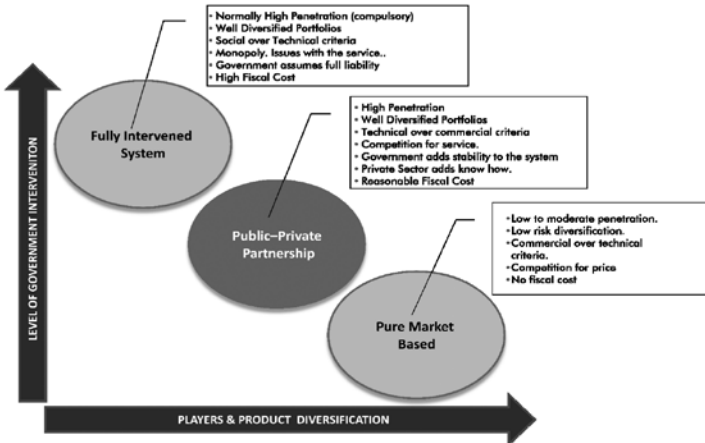 • Normally High Penetration (compulsory)
• Well Diversified Portfolios
• Social over Technical criteria
• Monopoly. Issues with the service..
• Government assumes full liability
• High Fiscal Cost
Fully Intervened
System
• High Penetration
• Well Diversified Portfolios
• Technical over commercial criteria
• Competition for service.
• Government adds stability to the system
• Private Sector adds know how.
• Reasonable Fiscal Cost
Public–Private
Partnership
• Low to moderate penetration.
• Low risk diversification.
• Commercial over technical
criteria.
• Competition for price
• No fiscal cost
Pure Market
Based
LEVEL OF GOVERNMENT INTERVENITON
PLAYERS & PRODUCT DIVERSIFICATION